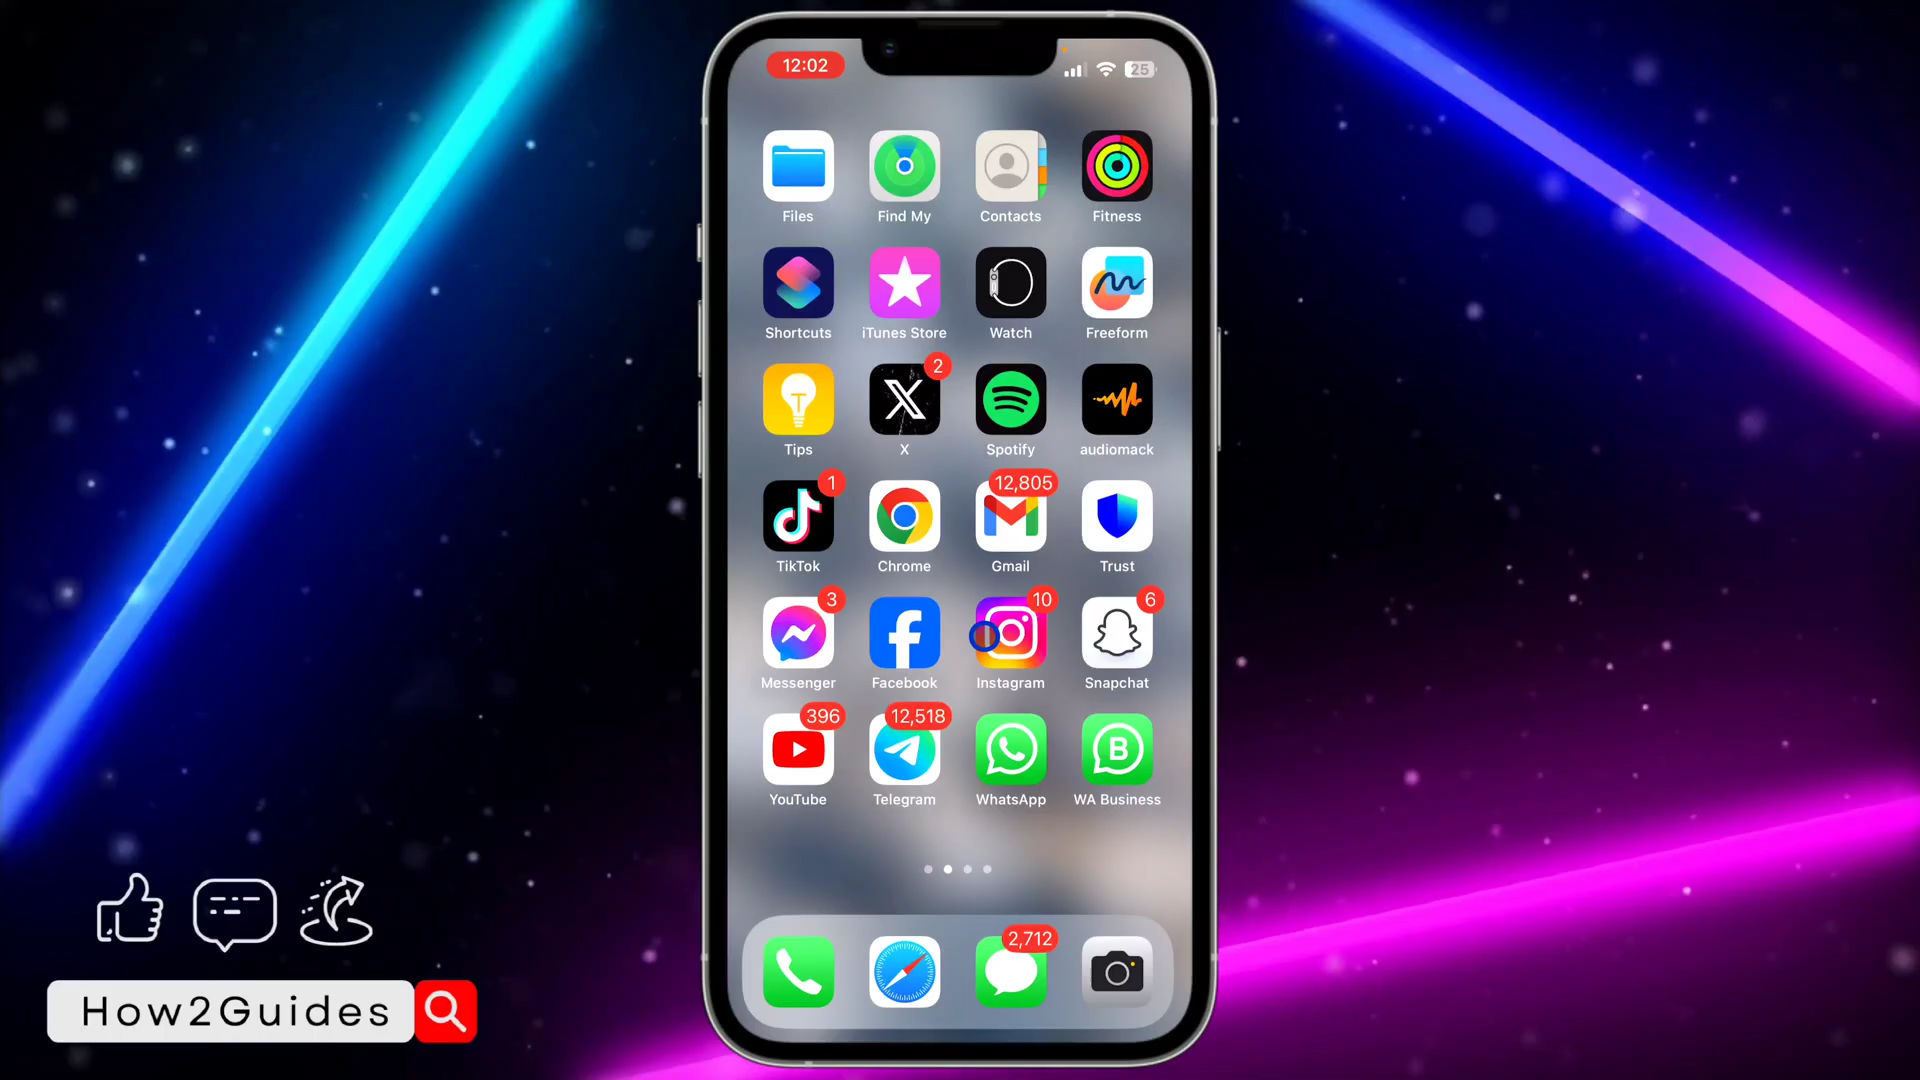 12:02
25
Files Find My Contacts Fitness
Shortcuts iTunes Store Watch Freeform
2
Tips X Spotify audiomack
1 12,805
TikTok Chrome Gmail Trust
3 10 6
Messenger Facebook Instagram Snapchat
396 12,518
B
YouTube Telegram WhatsApp WA Business
2,712
How2Guides